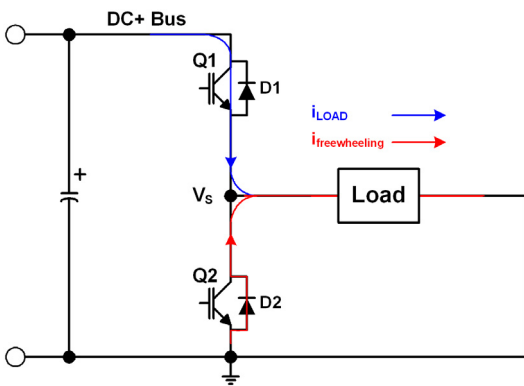 DC+ Bus
Q1
D1
iLOAD
ifreewheeling
+
VS
Load
Q2
D2